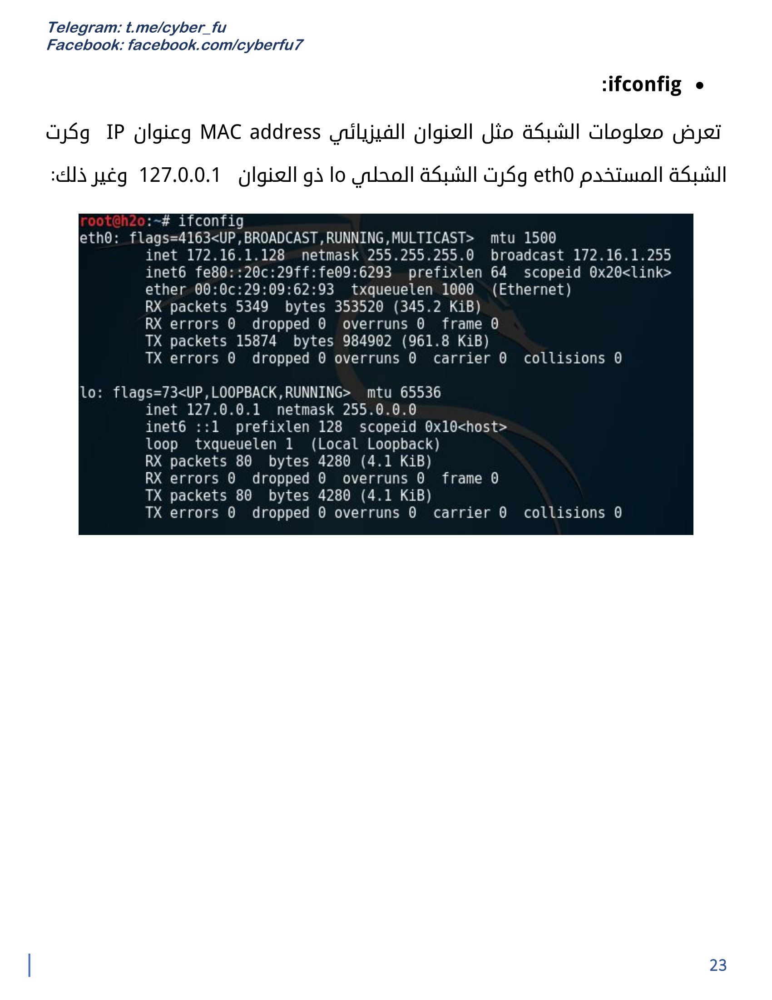 Telegram: t.me/cyber_fu
Facebook: facebook.com/cyberfu7
• ifconfig:
تعرض معلومات الشبكة مثل العنوان الفيزيائي MAC address وعنوان IP وكرت
الشبكة المستخدم eth0 وكرت الشبكة المحلي lo ذو العنوان 127.0.0.1 وغير ذلك:
root@h2o:~# ifconfig
eth0: flags=4163<UP,BROADCAST,RUNNING,MULTICAST>  mtu 1500
        inet 172.16.1.128  netmask 255.255.255.0  broadcast 172.16.1.255
        inet6 fe80::20c:29ff:fe09:6293  prefixlen 64  scopeid 0x20<link>
        ether 00:0c:29:09:62:93  txqueuelen 1000  (Ethernet)
        RX packets 5349  bytes 353520 (345.2 KiB)
        RX errors 0  dropped 0  overruns 0  frame 0
        TX packets 15874  bytes 984902 (961.8 KiB)
        TX errors 0  dropped 0 overruns 0  carrier 0  collisions 0
lo: flags=73<UP,LOOPBACK,RUNNING>  mtu 65536
        inet 127.0.0.1  netmask 255.0.0.0
        inet6 ::1  prefixlen 128  scopeid 0x10<host>
        loop  txqueuelen 1  (Local Loopback)
        RX packets 80  bytes 4280 (4.1 KiB)
        RX errors 0  dropped 0  overruns 0  frame 0
        TX packets 80  bytes 4280 (4.1 KiB)
        TX errors 0  dropped 0 overruns 0  carrier 0  collisions 0
23